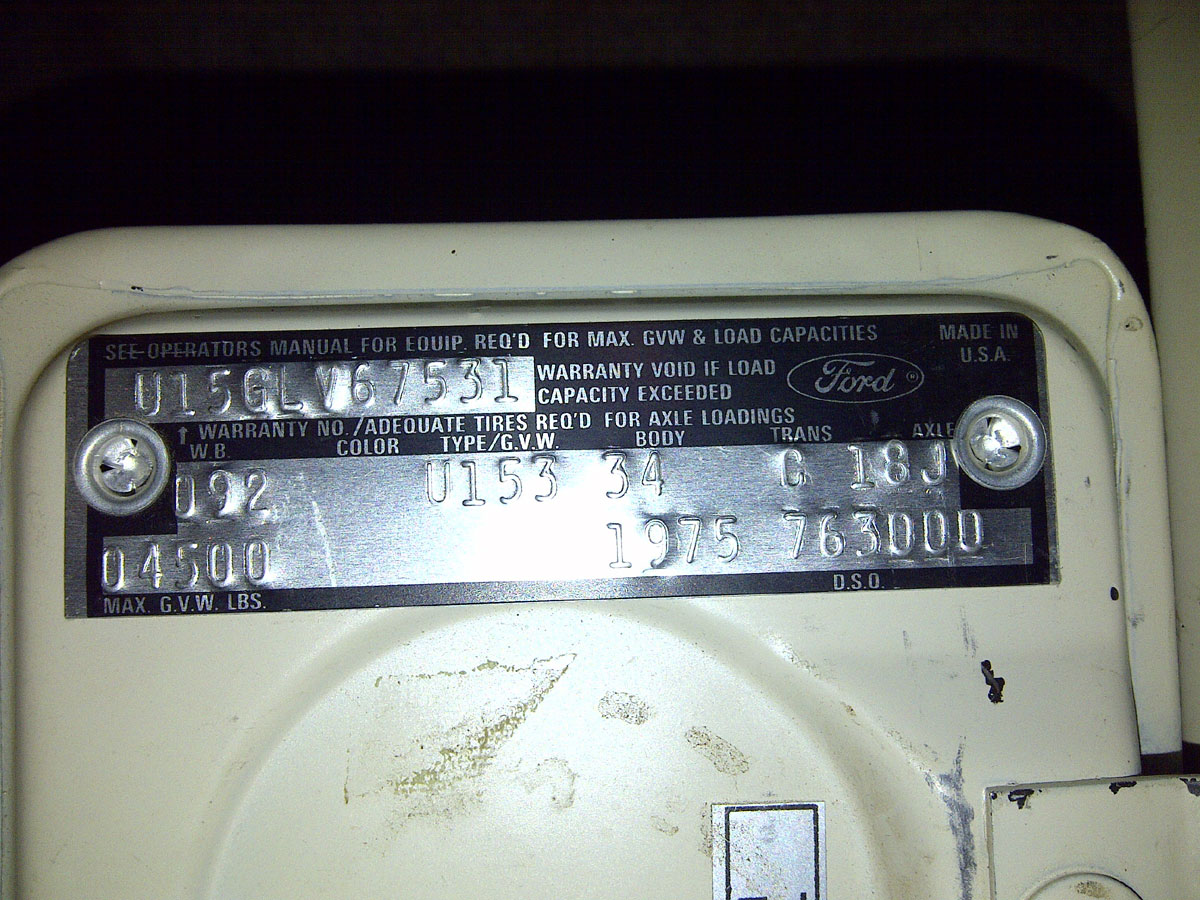 SEE OPERATORS MANUAL FOR EQUIP. REQ'D FOR MAX. GVW & LOAD CAPACITIES
MADE IN
U.S.A.
U15GLV67531
WARRANTY VOID IF LOAD
CAPACITY EXCEEDED
Ford ®
↑ WARRANTY NO./ADEQUATE TIRES REQ'D FOR AXLE LOADINGS
W.B. COLOR TYPE/G.V.W. BODY TRANS AXLE
092 U153 34 G 18J
04500 1975 763000
MAX. G.V.W. LBS. D.S.O.